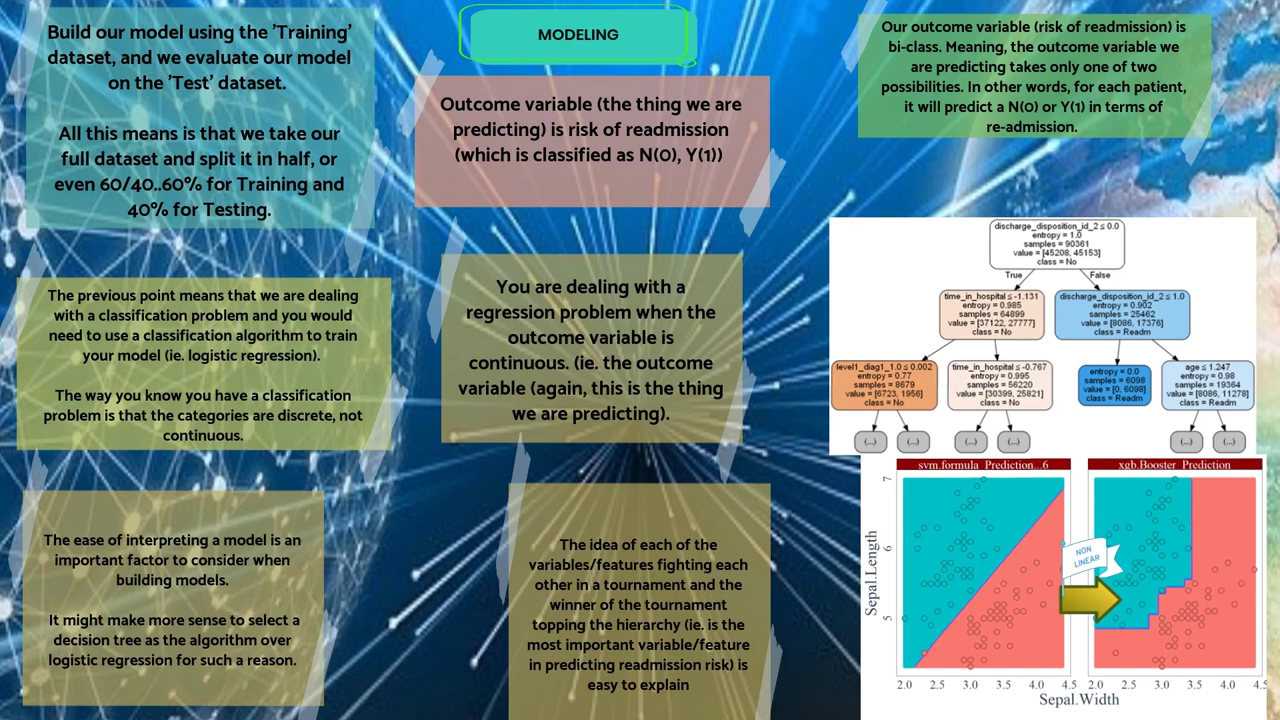 Build our model using the 'Training'
dataset, and we evaluate our model
on the 'Test' dataset.
All this means is that we take our
full dataset and split it in half, or
even 60/40..60% for Training and
40% for Testing.
MODELING
Outcome variable (the thing we are
predicting) is risk of readmission
(which is classified as N(0), Y(1))
Our outcome variable (risk of readmission) is
bi-class. Meaning, the outcome variable we
are predicting takes only one of two
possibilities. In other words, for each patient,
it will predict a N(0) or Y(1) in terms of
re-admission.
The previous point means that we are dealing
with a classification problem and you would
need to use a classification algorithm to train
your model (ie. logistic regression).
The way you know you have a classification
problem is that the categories are discrete, not
continuous.
You are dealing with a
regression problem when the
outcome variable is
continuous. (ie. the outcome
variable (again, this is the thing
we are predicting).
discharge_disposition_id_2 ≤ 0.0
entropy = 1.0
samples = 90361
value = [45208, 45153]
class = No
True
False
time_in_hospital ≤ -1.131
entropy = 0.985
samples = 64899
value = [37122, 27777]
class = No
discharge_disposition_id_2 ≤ 1.0
entropy = 0.902
samples = 25462
value = [8086, 17376]
class = Readm
level1_diag1_1.0 ≤ 0.002
entropy = 0.77
samples = 8679
value = [6723, 1956]
class = No
time_in_hospital ≤ -0.767
entropy = 0.995
samples = 56220
value = [30399, 25821]
class = No
entropy = 0.0
samples = 6098
value = [0, 6098]
class = Readm
age ≤ 1.247
entropy = 0.98
samples = 19364
value = [8086, 11278]
class = Readm
(...)
(...)
(...)
(...)
(...)
(...)
The ease of interpreting a model is an
important factor to consider when
building models.
It might make more sense to select a
decision tree as the algorithm over
logistic regression for such a reason.
The idea of each of the
variables/features fighting each
other in a tournament and the
winner of the tournament
topping the hierarchy (ie. is the
most important variable/feature
in predicting readmission risk) is
easy to explain
svm.formula Prediction...6
xgb.Booster Prediction
7
6
5
Sepal.Length
NON
LINEAR
2.0 2.5 3.0 3.5 4.0 4.5 2.0 2.5 3.0 3.5 4.0 4.5
Sepal.Width